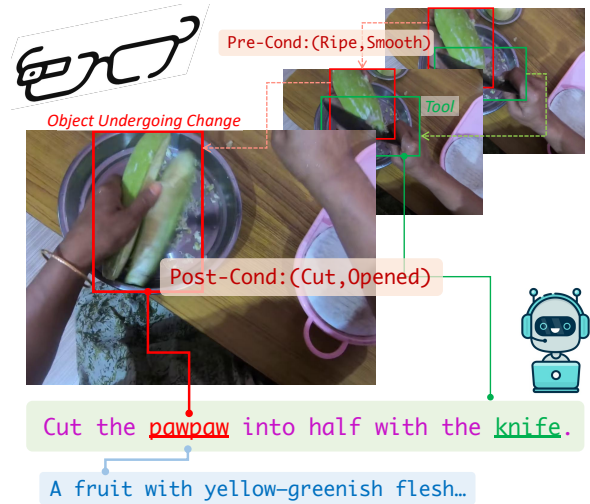 Pre-Cond:(Ripe,Smooth)
Tool
Object Undergoing Change
Post-Cond:(Cut,Opened)
Cut the pawpaw into half with the knife.
A fruit with yellow-greenish flesh…